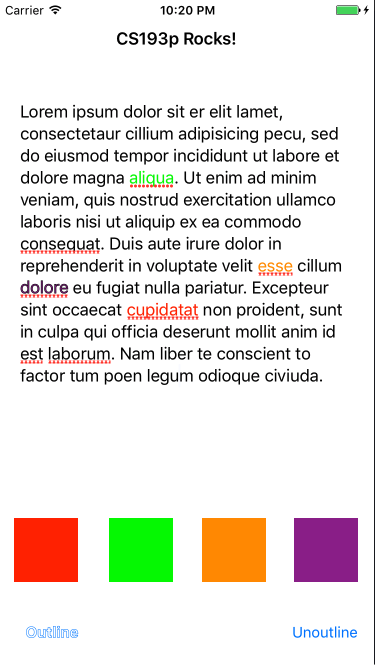 Carrier 10:20 PM
CS193p Rocks!
Lorem ipsum dolor sit er elit lamet,
consectetaur cillium adipisicing pecu, sed
do eiusmod tempor incididunt ut labore et
dolore magna aliqua. Ut enim ad minim
veniam, quis nostrud exercitation ullamco
laboris nisi ut aliquip ex ea commodo
consequat. Duis aute irure dolor in
reprehenderit in voluptate velit esse cillum
dolore eu fugiat nulla pariatur. Excepteur
sint occaecat cupidatat non proident, sunt
in culpa qui officia deserunt mollit anim id
est laborum. Nam liber te conscient to
factor tum poen legum odioque civiuda.
Outline Unoutline